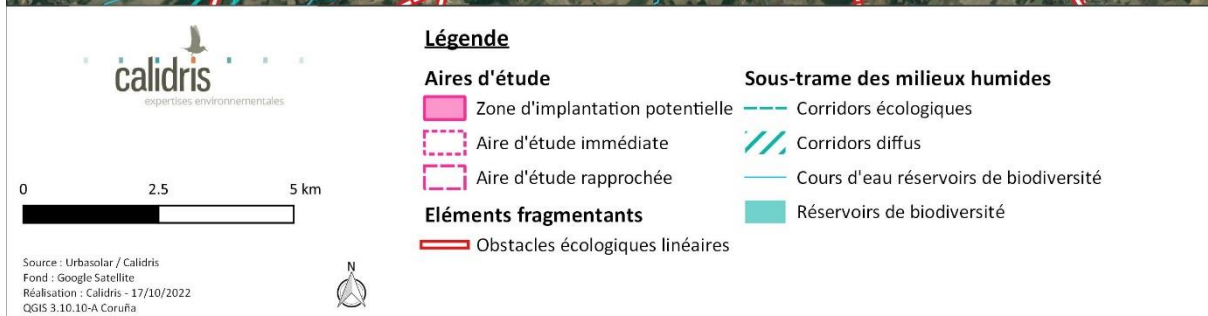 calidris
expertises environnementales
0 2.5 5 km
Source : Urbasolar / Calidris
Fond : Google Satellite
Réalisation : Calidris - 17/10/2022
QGIS 3.10.10-A Coruña
N
Légende
Aires d'étude
Zone d'implantation potentielle
Aire d'étude immédiate
Aire d'étude rapprochée
Eléments fragmentants
Obstacles écologiques linéaires
Sous-trame des milieux humides
Corridors écologiques
Corridors diffus
Cours d'eau réservoirs de biodiversité
Réservoirs de biodiversité